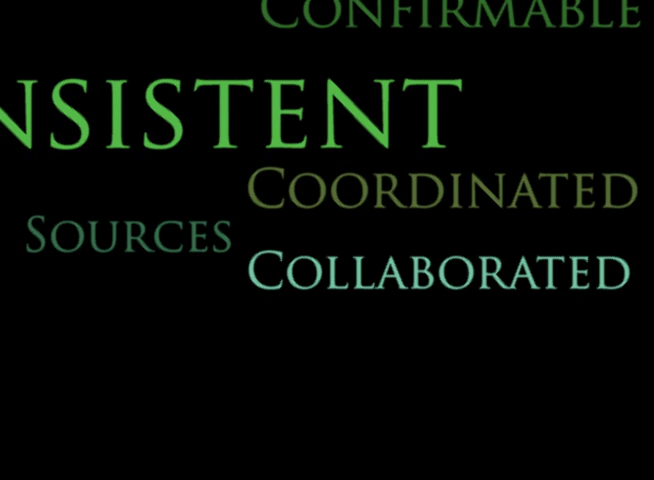 CONFIRMABLE
NSISTENT
COORDINATED
SOURCES
COLLABORATED